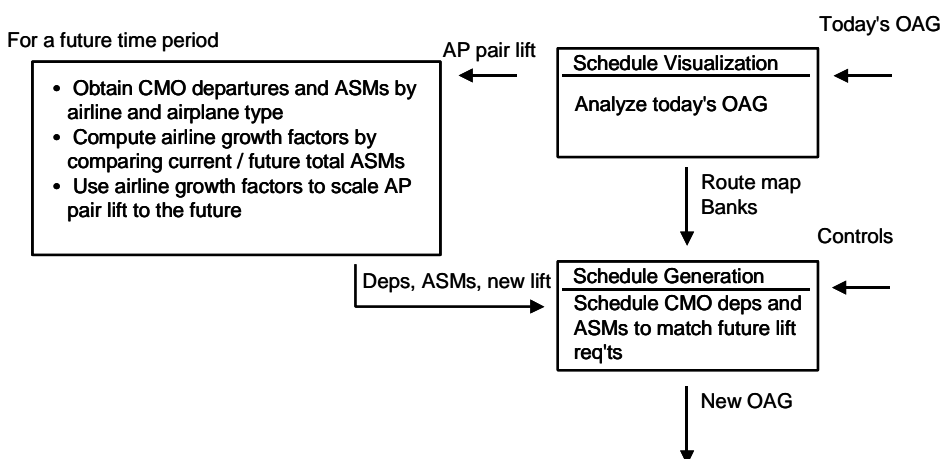 Today's OAG
For a future time period
AP pair lift
Schedule Visualization
Analyze today's OAG
• Obtain CMO departures and ASMs by
airline and airplane type
• Compute airline growth factors by
comparing current / future total ASMs
• Use airline growth factors to scale AP
pair lift to the future
Route map
Banks
Controls
Deps, ASMs, new lift
Schedule Generation
Schedule CMO deps and
ASMs to match future lift
req'ts
New OAG